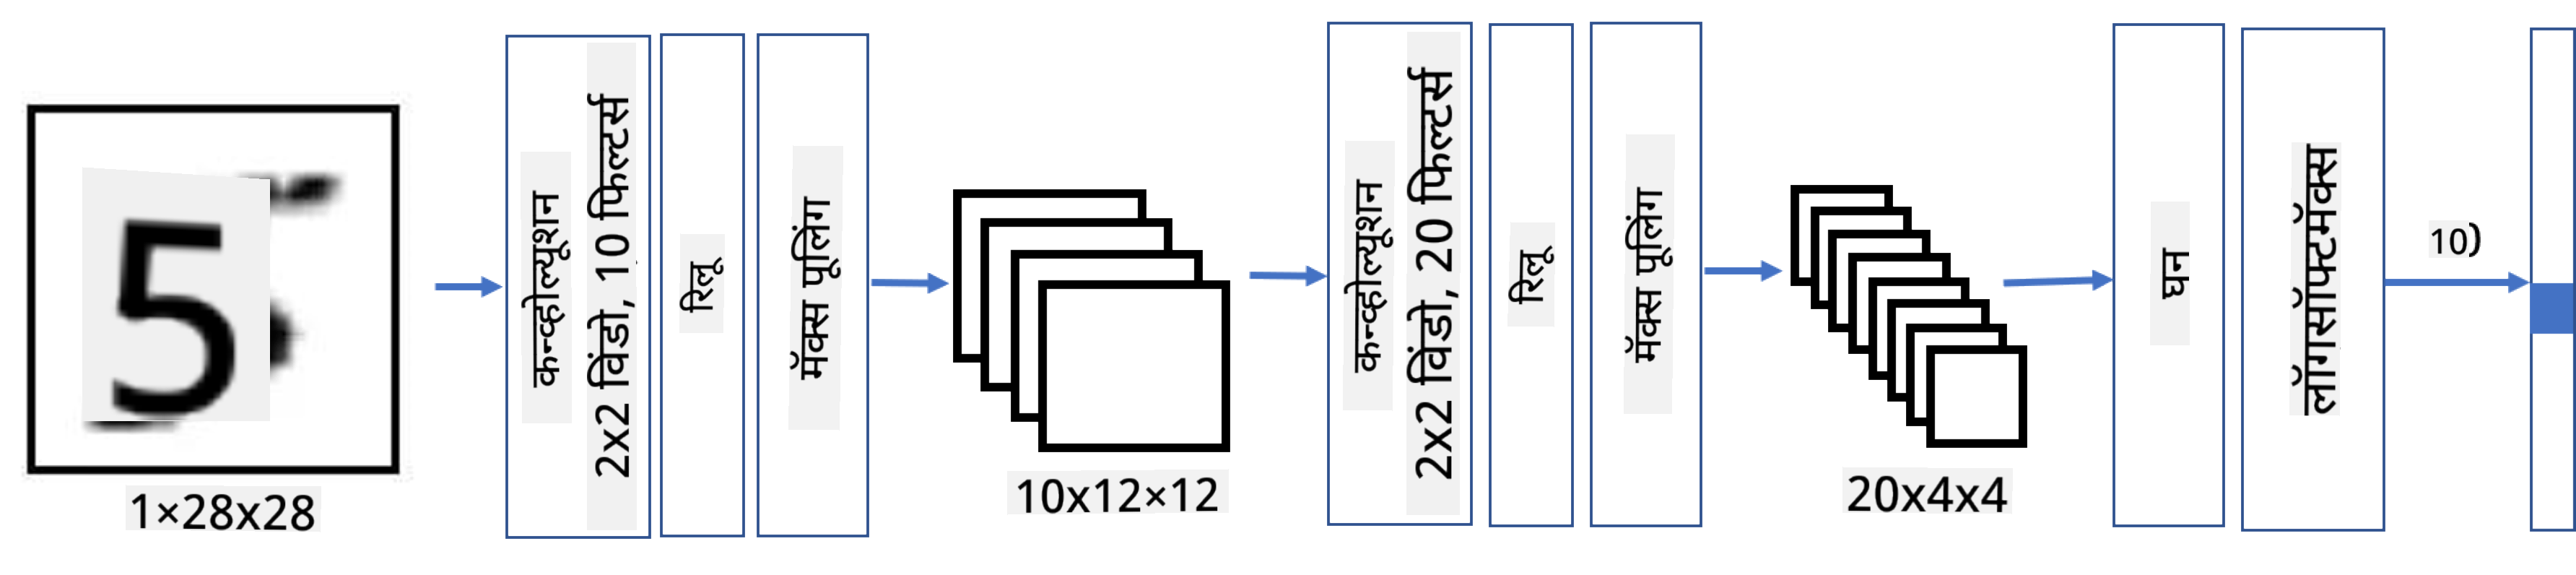 5
1×28x28
कन्व्होल्यूशन
2x2 विंडो, 10 फिल्टर्स
रिलू
मॅक्स पूलिंग
10x12×12
कन्व्होल्यूशन
2x2 विंडो, 20 फिल्टर्स
रिलू
मॅक्स पूलिंग
20x4x4
घन
लॉगसॉफ्टमॅक्स
10)